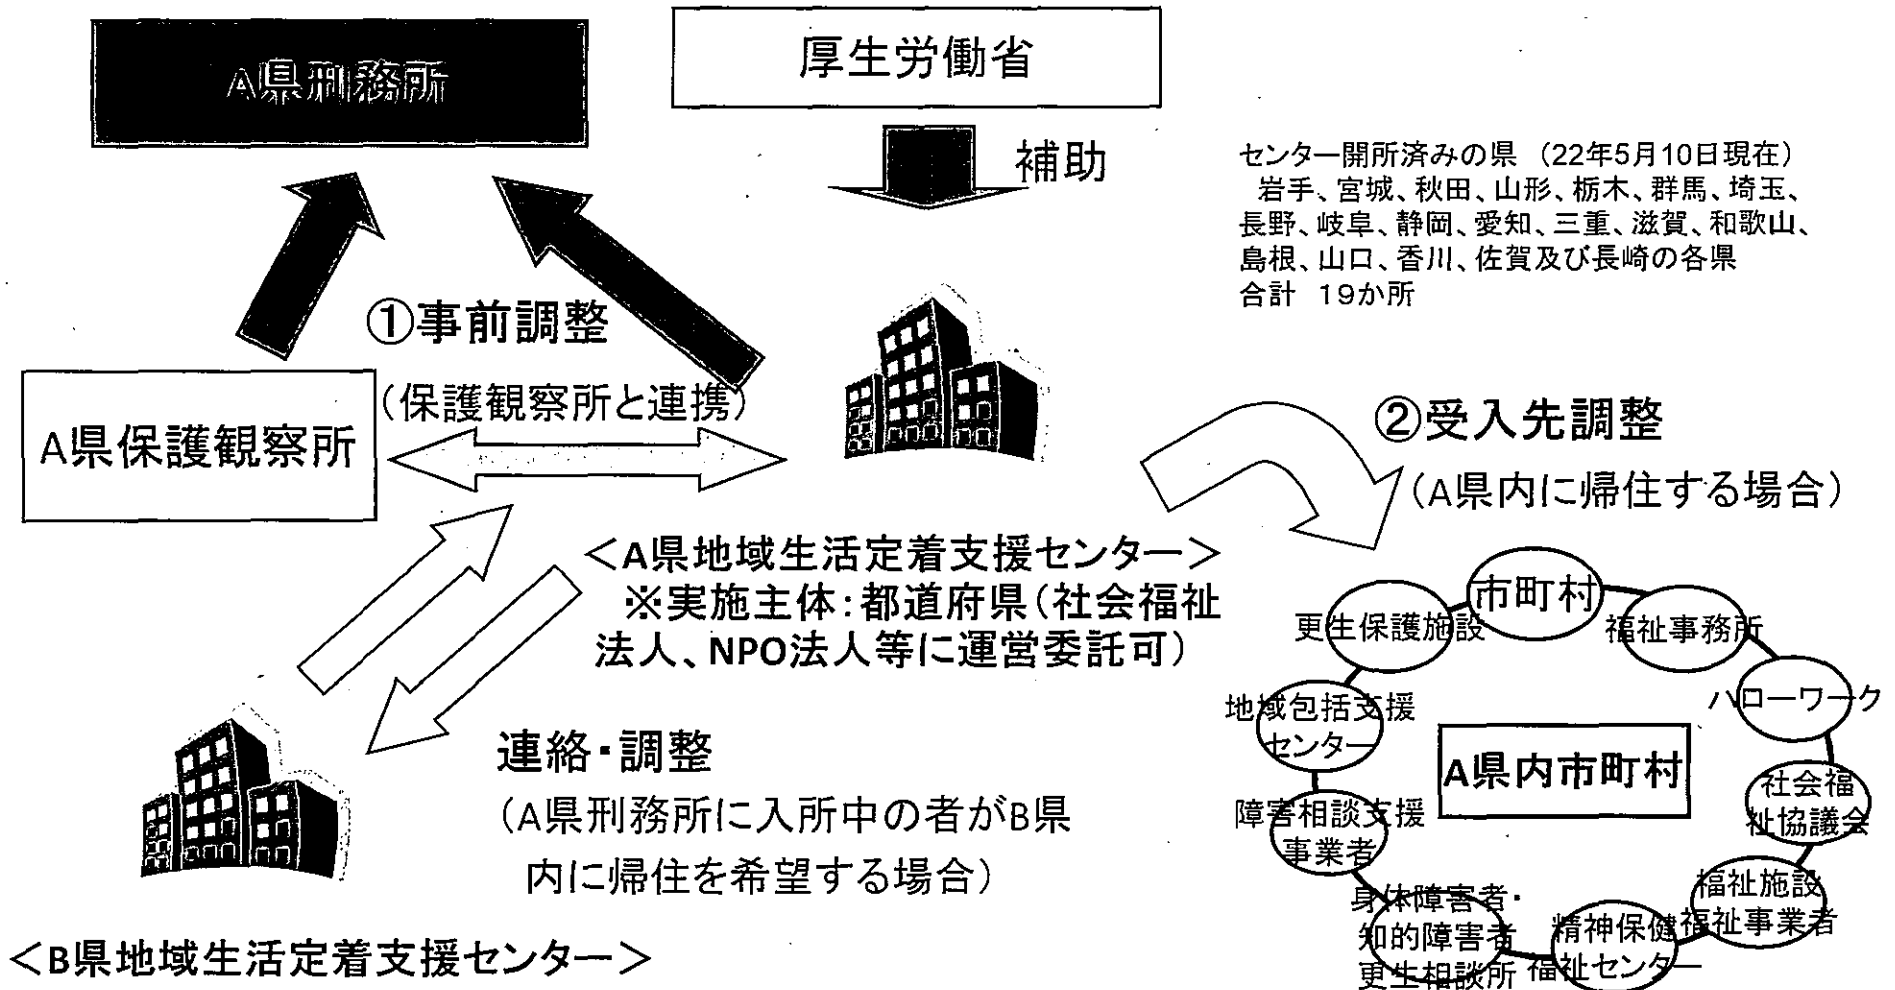 A県刑務所
厚生労働省
補助
センター開所済みの県 (22年5月10日現在)
岩手、宮城、秋田、山形、栃木、群馬、埼玉、
長野、岐阜、静岡、愛知、三重、滋賀、和歌山、
島根、山口、香川、佐賀及び長崎の各県
合計 19か所
①事前調整
(保護観察所と連携)
A県保護観察所
②受入先調整
(A県内に帰住する場合)
<A県地域生活定着支援センター>
※実施主体:都道府県(社会福祉
法人、NPO法人等に運営委託可)
連絡・調整
(A県刑務所に入所中の者がB県
内に帰住を希望する場合)
<B県地域生活定着支援センター>
市町村
更生保護施設
福祉事務所
ハローワーク
地域包括支援
センター
A県内市町村
社会福
祉協議会
障害相談支援
事業者
福祉施設
福祉事業者
身体障害者・
知的障害者
更生相談所
精神保健
福祉センター